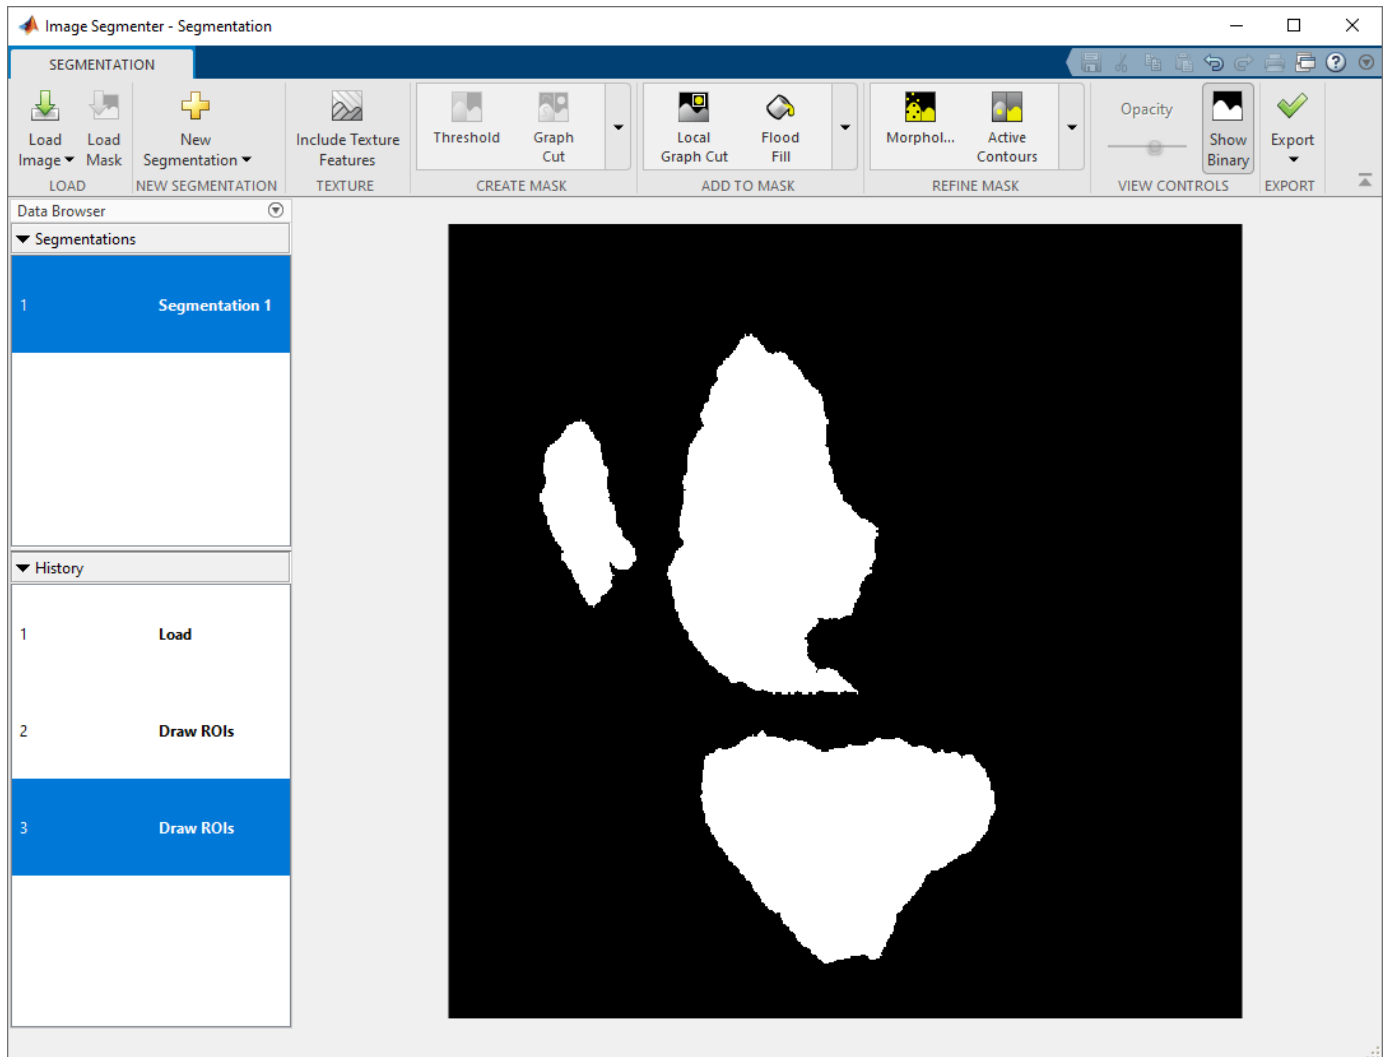 Image Segmenter - Segmentation
SEGMENTATION
Load Image
Load Mask
New Segmentation
Include Texture Features
Threshold
Graph Cut
Local Graph Cut
Flood Fill
Morphol...
Active Contours
Opacity
Show Binary
Export
LOAD
NEW SEGMENTATION
TEXTURE
CREATE MASK
ADD TO MASK
REFINE MASK
VIEW CONTROLS
EXPORT
Data Browser
Segmentations
1 Segmentation 1
History
1 Load
2 Draw ROIs
3 Draw ROIs